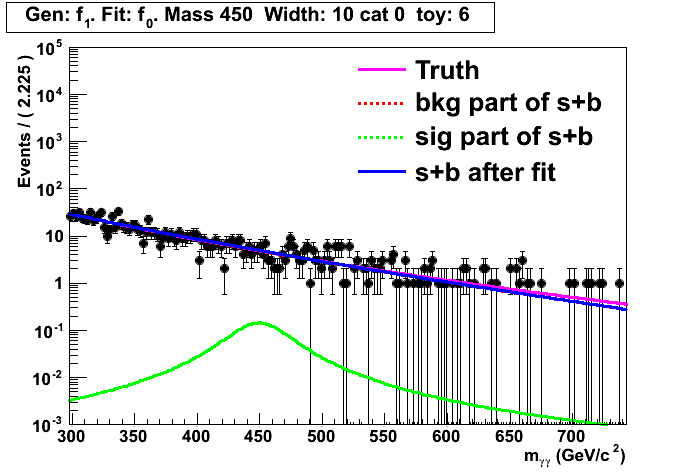 Gen: f1. Fit: f0. Mass 450 Width: 10 cat 0 toy: 6
Events / ( 2.225 )
10^5
10^4
10^3
10^2
10
1
10^-1
10^-2
10^-3
Truth
bkg part of s+b
sig part of s+b
s+b after fit
300 350 400 450 500 550 600 650 700
mγγ (GeV/c^2)